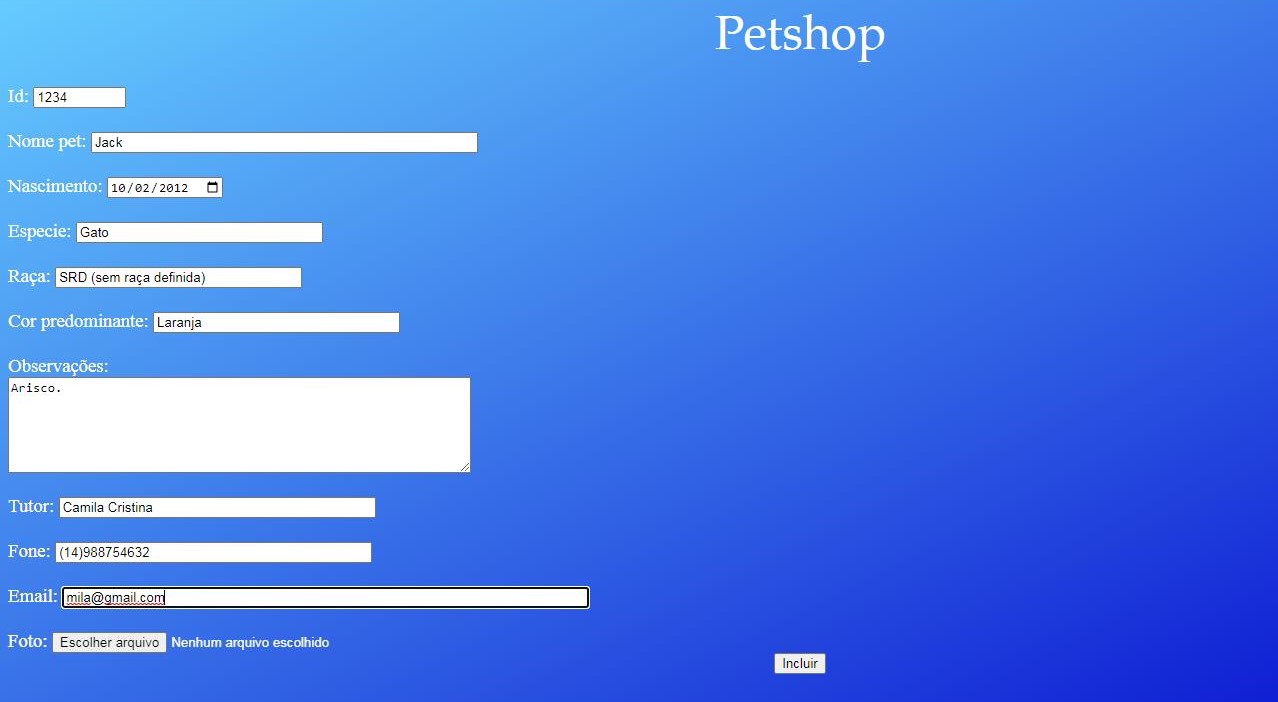 Petshop
Id: 1234
Nome pet: Jack
Nascimento: 10/02/2012
Especie: Gato
Raça: SRD (sem raça definida)
Cor predominante: Laranja
Observações:
Arisco.
Tutor: Camila Cristina
Fone: (14)988754632
Email: mila@gmail.com
Foto: Escolher arquivo Nenhum arquivo escolhido
Incluir